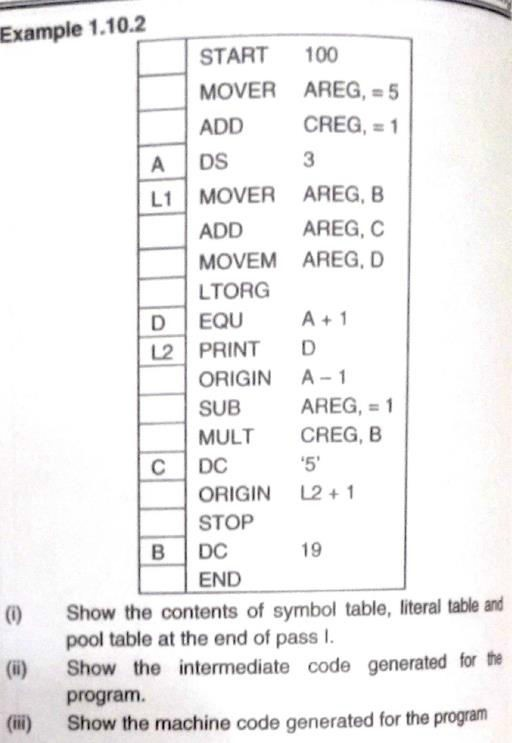 Example 1.10.2
START 100
MOVER AREG, = 5
ADD CREG, = 1
A DS 3
L1 MOVER AREG, B
ADD AREG, C
MOVEM AREG, D
LTORG
D EQU A + 1
L2 PRINT D
ORIGIN A – 1
SUB AREG, = 1
MULT CREG, B
C DC '5'
ORIGIN L2 + 1
STOP
B DC 19
END
(i) Show the contents of symbol table, literal table and
pool table at the end of pass I.
(ii) Show the intermediate code generated for the
program.
(iii) Show the machine code generated for the program